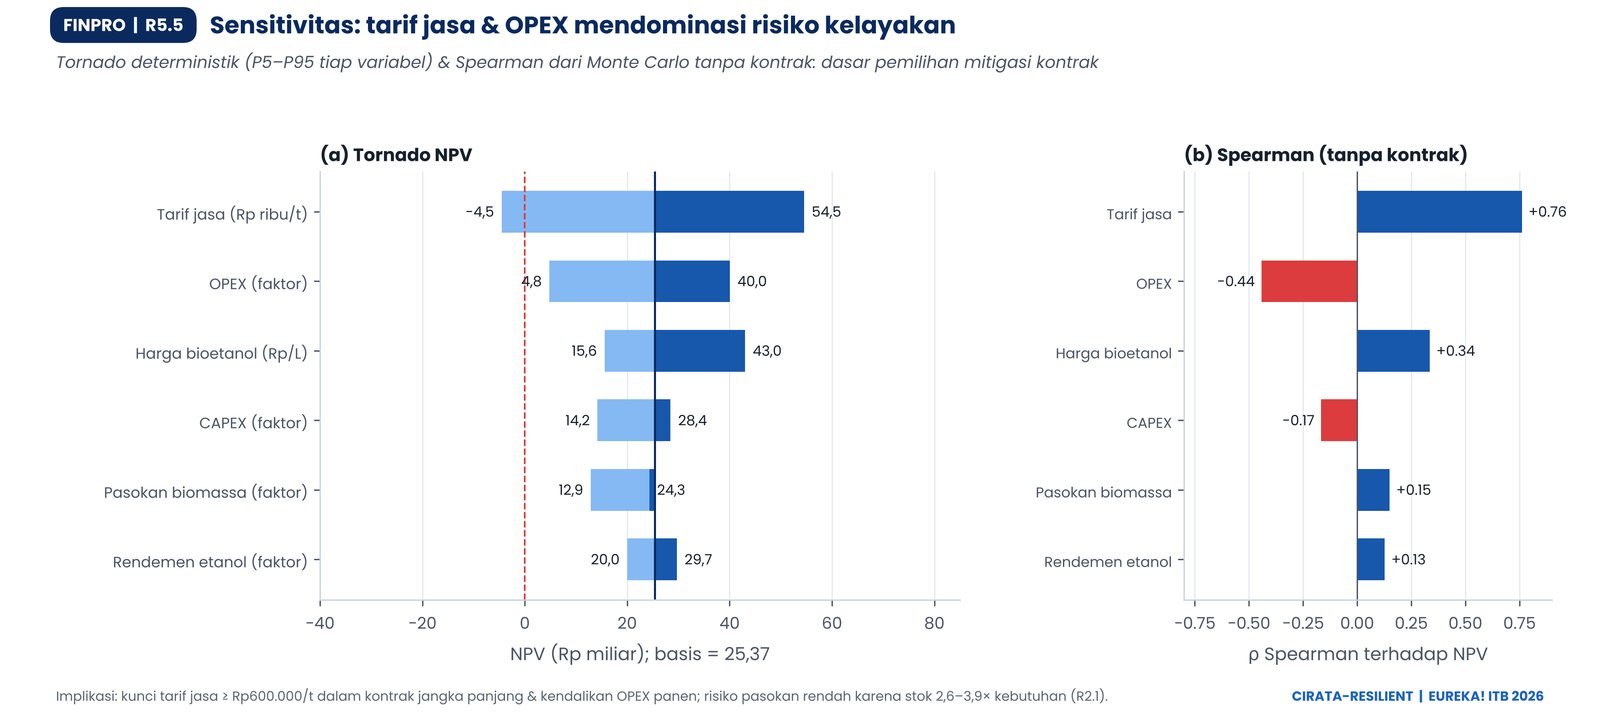 FINPRO | R5.5
Sensitivitas: tarif jasa & OPEX mendominasi risiko kelayakan
Tornado deterministik (P5–P95 tiap variabel) & Spearman dari Monte Carlo tanpa kontrak: dasar pemilihan mitigasi kontrak
(a) Tornado NPV
Tarif jasa (Rp ribu/t)
-4,5
54,5
OPEX (faktor)
4,8
40,0
Harga bioetanol (Rp/L)
15,6
43,0
CAPEX (faktor)
14,2
28,4
Pasokan biomassa (faktor)
12,9
24,3
Rendemen etanol (faktor)
20,0
29,7
-40 -20 0 20 40 60 80
NPV (Rp miliar); basis = 25,37
(b) Spearman (tanpa kontrak)
Tarif jasa
+0.76
OPEX
-0.44
Harga bioetanol
+0.34
CAPEX
-0.17
Pasokan biomassa
+0.15
Rendemen etanol
+0.13
-0.75 -0.50 -0.25 0.00 0.25 0.50 0.75
ρ Spearman terhadap NPV
Implikasi: kunci tarif jasa ≥ Rp600.000/t dalam kontrak jangka panjang & kendalikan OPEX panen; risiko pasokan rendah karena stok 2,6–3,9× kebutuhan (R2.1).
CIRATA-RESILIENT | EUREKA! ITB 2026